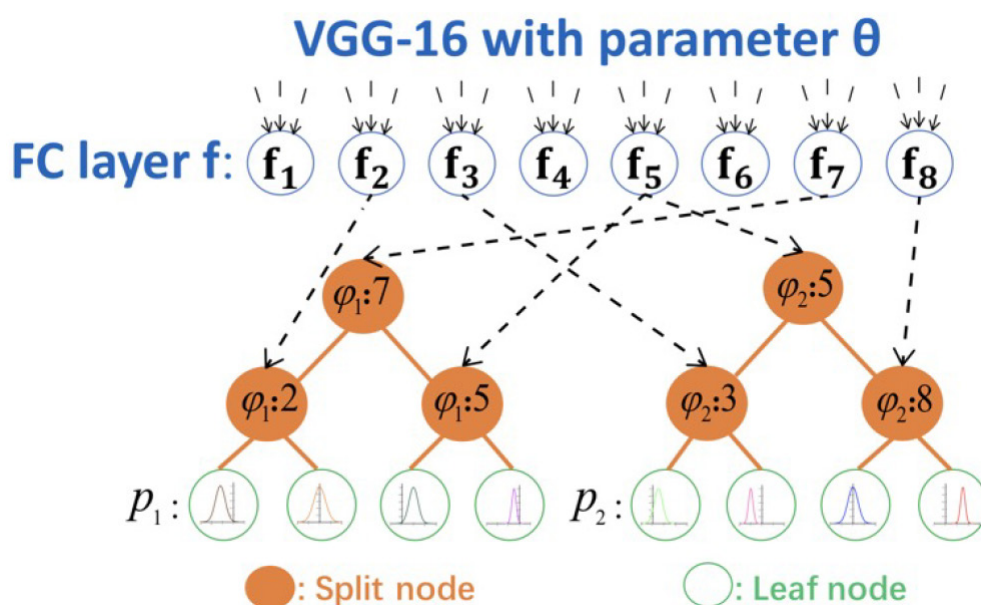 VGG-16 with parameter θ
FC layer f: f₁ f₂ f₃ f₄ f₅ f₆ f₇ f₈
φ₁:7 φ₂:5
φ₁:2 φ₁:5 φ₂:3 φ₂:8
p₁: p₂:
: Split node : Leaf node